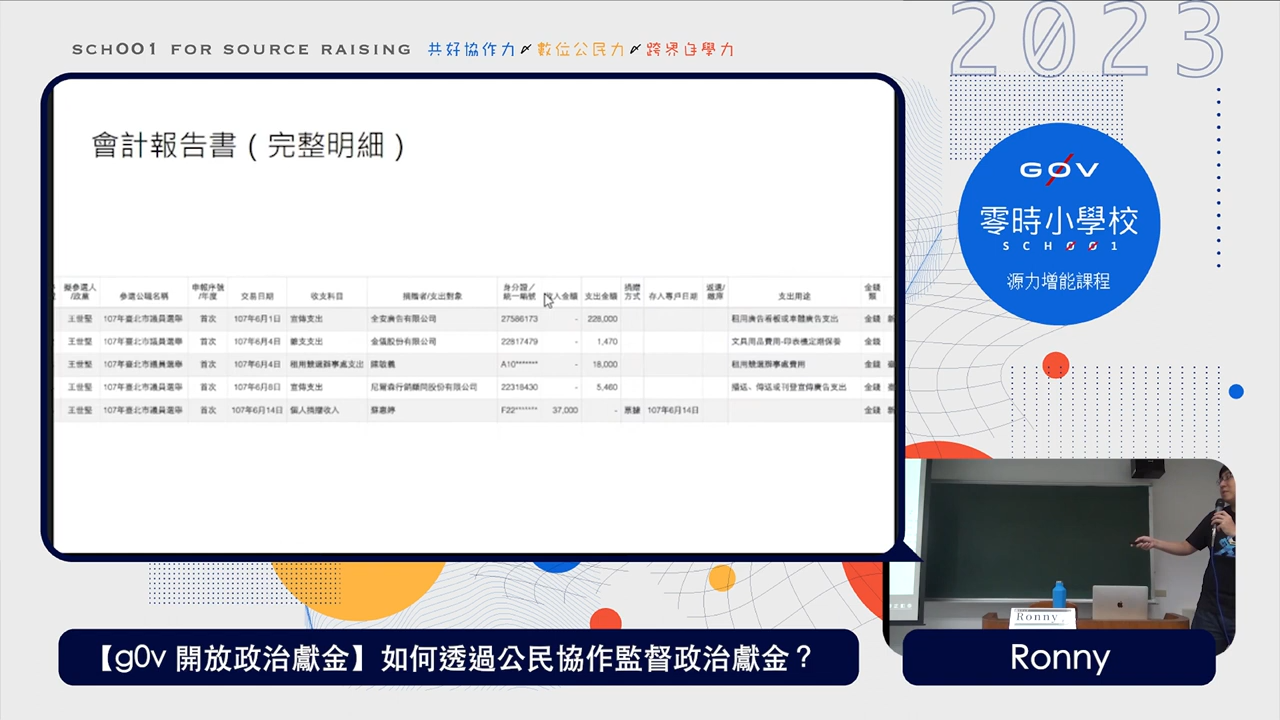 SCHOO1 FOR SOURCE RAISING 共好協作力 數位公民力 跨界自學力
2023
G0V
零時小學校
SCHOO1
源力增能課程
會計報告書（完整明細）
擬參選人/政黨 參選公職名稱 申報序號/年度 交易日期 收支科目 捐贈者/支出對象 身分證/統一編號 收入金額 支出金額 捐贈方式 存入專戶日期 返還/繳庫 支出用途 金錢類
王世堅 107年臺北市議員選舉 首次 107年6月1日 宣傳支出 全安廣告有限公司 27586173 - 228,000 租用廣告看板或車體廣告支出 金錢
王世堅 107年臺北市議員選舉 首次 107年6月4日 雜支支出 金儀股份有限公司 22817479 - 1,470 文具用品費用-印表機定期保養 金錢
王世堅 107年臺北市議員選舉 首次 107年6月4日 租用競選辦事處支出 A10******* - 18,000 租用競選辦事處費用 金錢
王世堅 107年臺北市議員選舉 首次 107年6月8日 宣傳支出 尼爾森行銷顧問股份有限公司 22318430 - 5,460 播送、傳送或刊登宣傳廣告支出 金錢
王世堅 107年臺北市議員選舉 首次 107年6月14日 個人捐贈收入 蘇惠婷 F22******* 37,000 - 票據 107年6月14日 金錢
Ronny
【g0v 開放政治獻金】如何透過公民協作監督政治獻金？
Ronny